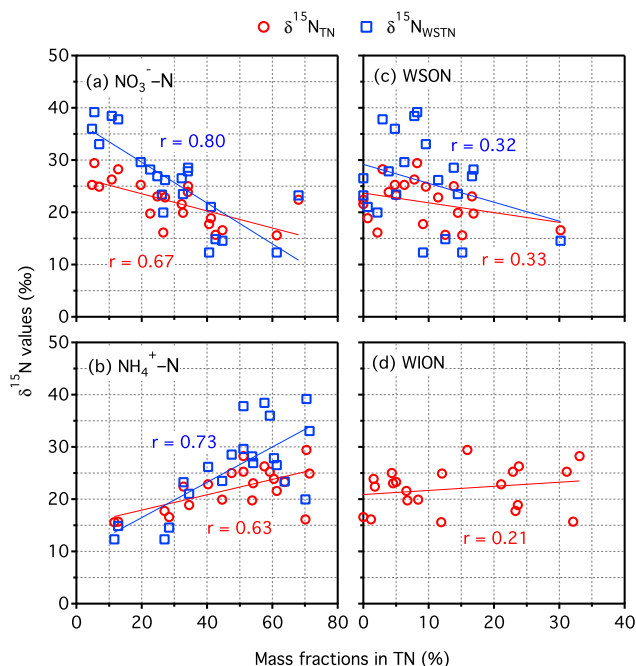 δ¹⁵N_TN δ¹⁵N_WSTN
(a) NO₃⁻–N
r = 0.80
r = 0.67
50
40
30
20
10
0
(c) WSON
r = 0.32
r = 0.33
(b) NH₄⁺–N
r = 0.73
r = 0.63
50
40
30
20
10
0
(d) WION
r = 0.21
0 20 40 60 80
0 10 20 30 40
δ¹⁵N values (‰)
Mass fractions in TN (%)